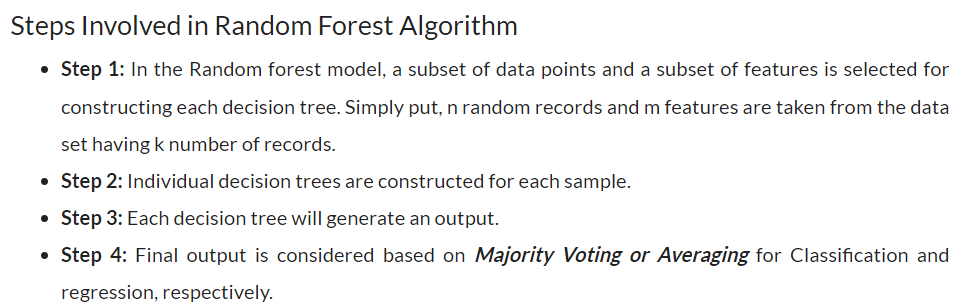 Steps Involved in Random Forest Algorithm
• Step 1: In the Random forest model, a subset of data points and a subset of features is selected for
constructing each decision tree. Simply put, n random records and m features are taken from the data
set having k number of records.
• Step 2: Individual decision trees are constructed for each sample.
• Step 3: Each decision tree will generate an output.
• Step 4: Final output is considered based on Majority Voting or Averaging for Classification and
regression, respectively.